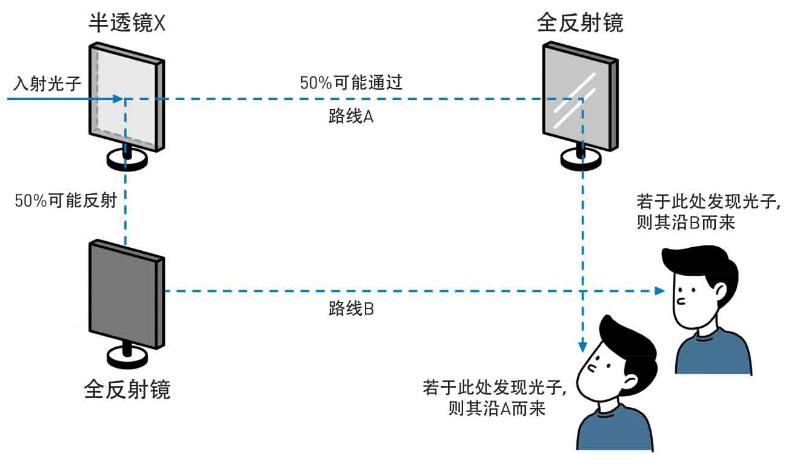 半透镜X
全反射镜
入射光子
50%可能通过
路线A
50%可能反射
若于此处发现光子，
则其沿B而来
路线B
全反射镜
若于此处发现光子，
则其沿A而来